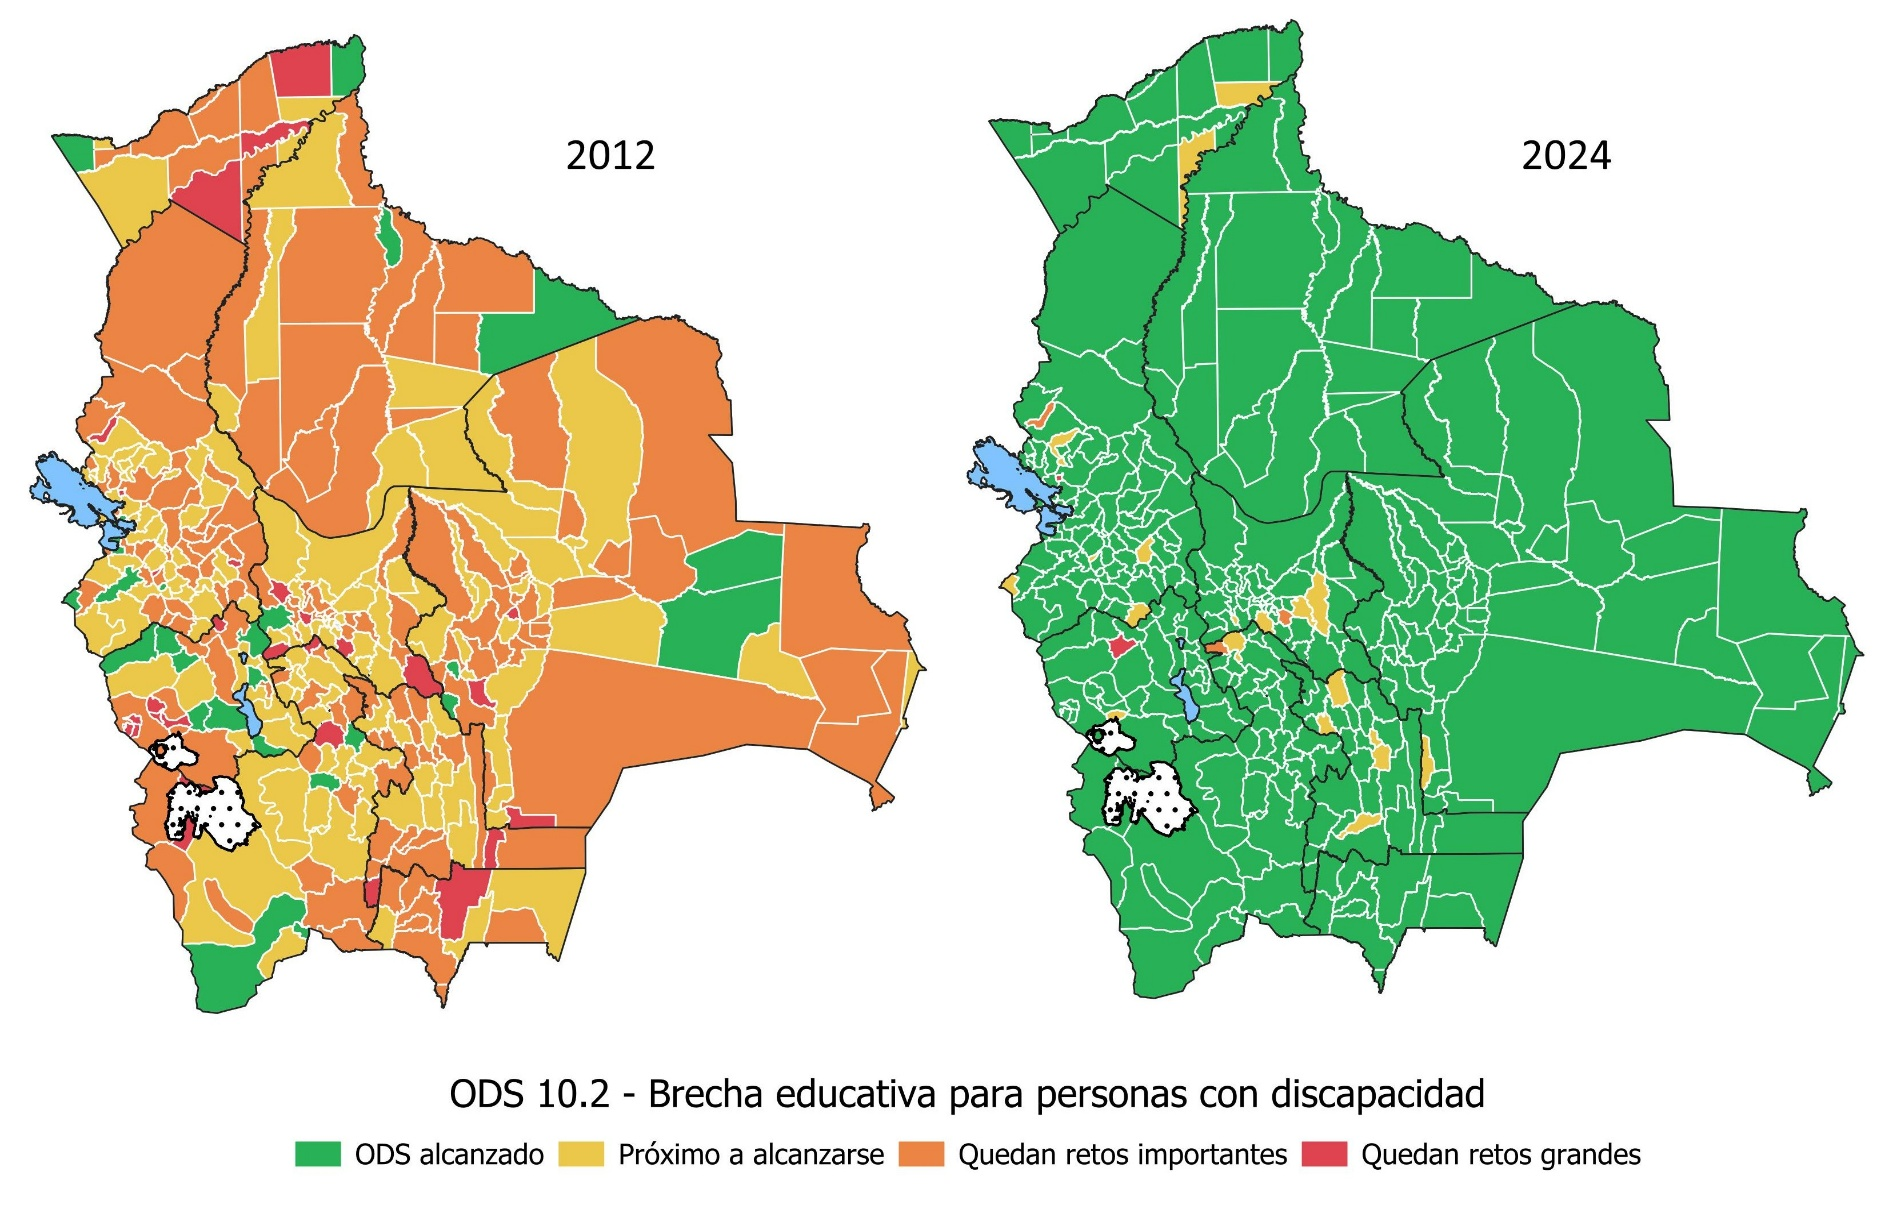 2012
2024
ODS 10.2 - Brecha educativa para personas con discapacidad
ODS alcanzado Próximo a alcanzarse Quedan retos importantes Quedan retos grandes